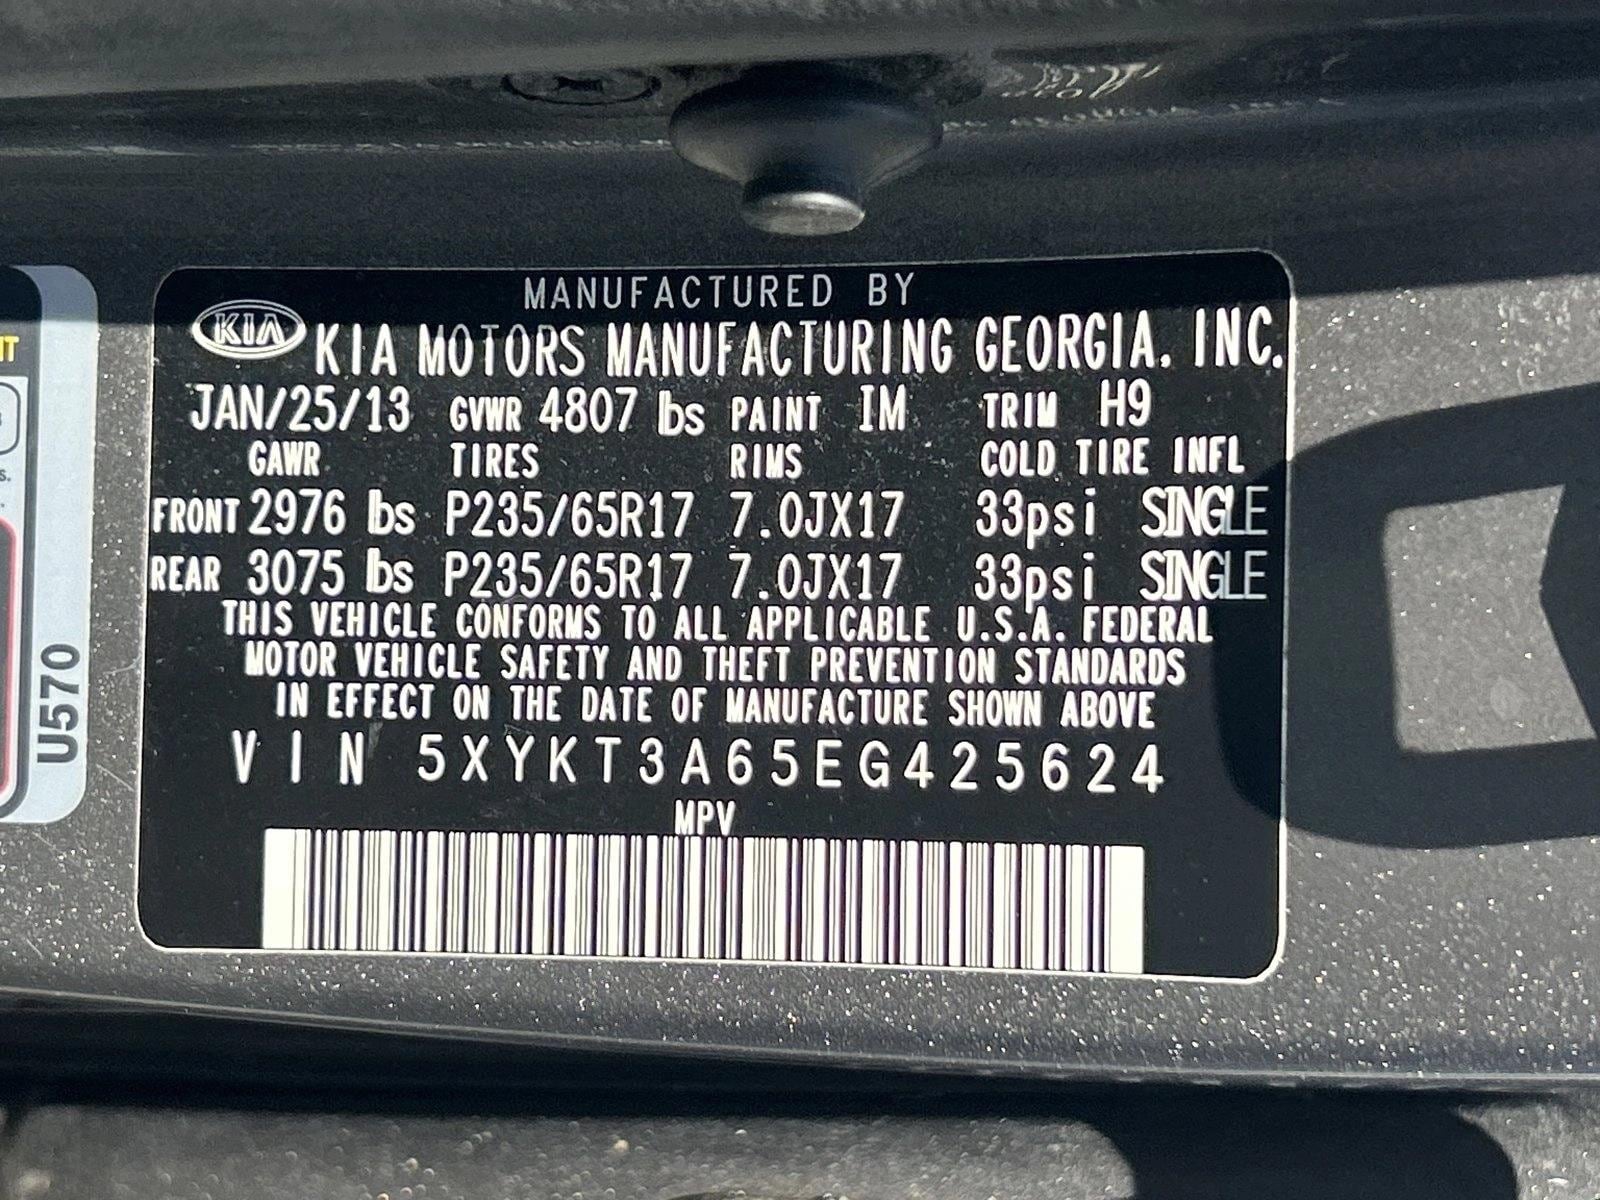 MANUFACTURED BY
KIA KIA MOTORS MANUFACTURING GEORGIA, INC.
JAN/25/13 GVWR 4807 lbs PAINT IM TRIM H9
GAWR TIRES RIMS COLD TIRE INFL
FRONT 2976 lbs P235/65R17 7.0JX17 33psi SINGLE
REAR 3075 lbs P235/65R17 7.0JX17 33psi SINGLE
THIS VEHICLE CONFORMS TO ALL APPLICABLE U.S.A. FEDERAL
MOTOR VEHICLE SAFETY AND THEFT PREVENTION STANDARDS
IN EFFECT ON THE DATE OF MANUFACTURE SHOWN ABOVE
VIN 5XYKT3A65EG425624
MPV
U570